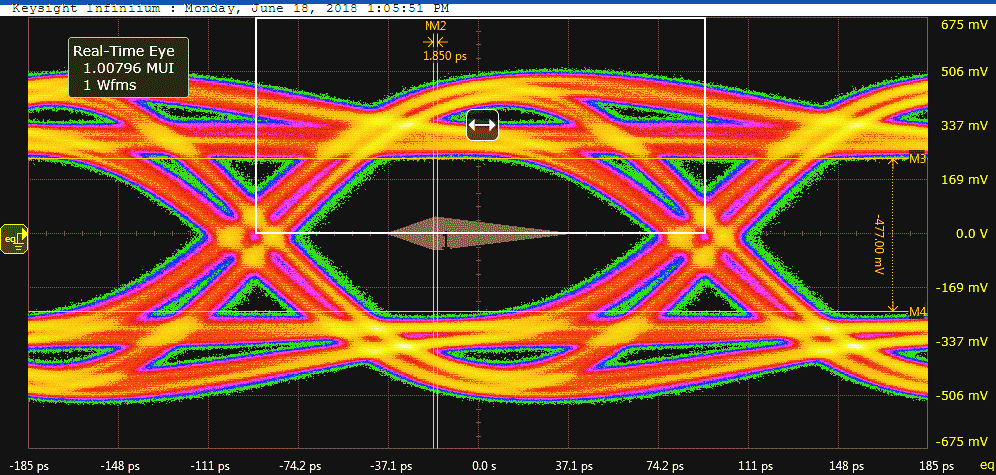 Keysight Infiniium : Monday, June 18, 2018 1:05:51 PM
Real-Time Eye
1.00796 MUI
1 Wfms
M2
1.850 ps
675 mV
506 mV
337 mV
M3
169 mV
eq
0.0 V
-477.00 mV
-169 mV
M4
-337 mV
-506 mV
-675 mV
-185 ps -148 ps -111 ps -74.2 ps -37.1 ps 0.0 s 37.1 ps 74.2 ps 111 ps 148 ps 185 ps eq